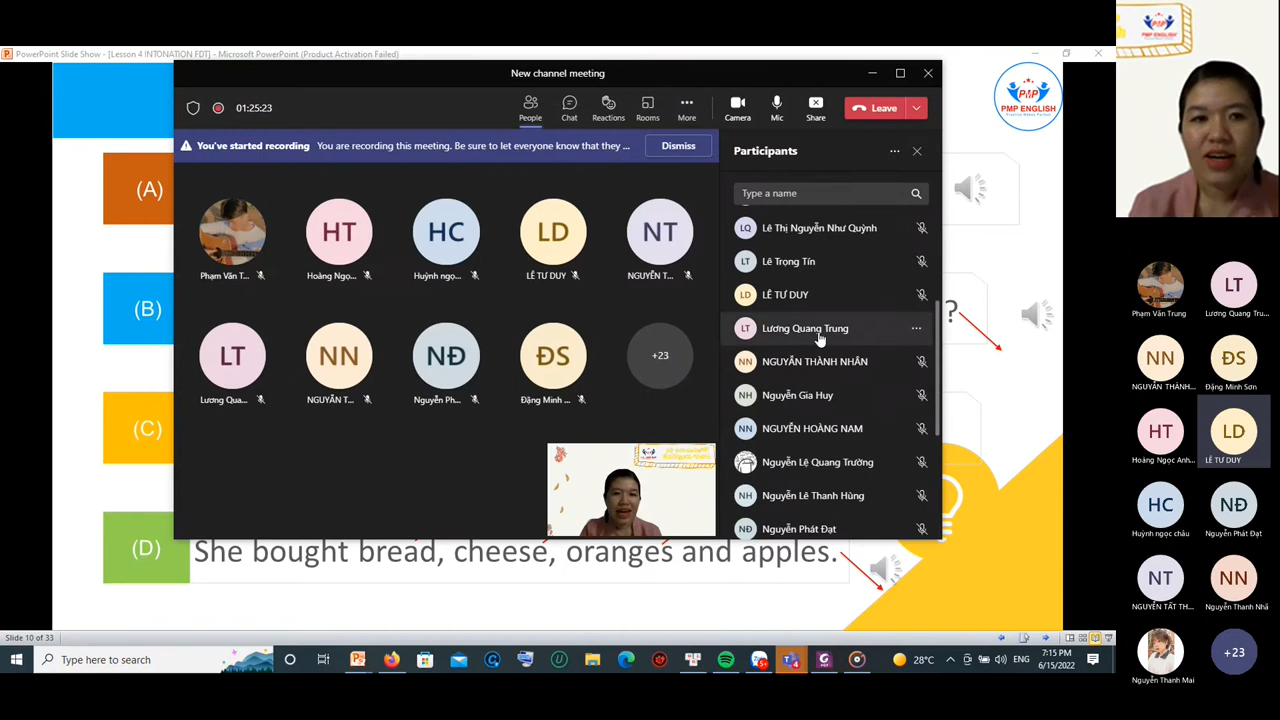 PowerPoint Slide Show - [Lesson 4 INTONATION FDT] - Microsoft PowerPoint (Product Activation Failed)
New channel meeting
01:25:23
People
Chat
Reactions
Rooms
More
Camera
Mic
Share
Leave
You've started recording You are recording this meeting. Be sure to let everyone know that they ...
Dismiss
HT
HC
LD
NT
Phạm Văn T...
Hoàng Ngọ...
Huỳnh ngọ...
LÊ TƯ DUY
NGUYỄN T...
LT
NN
NĐ
ĐS
+23
Lương Qua...
NGUYỄN T...
Nguyễn Ph...
Đặng Minh ...
Participants
Type a name
LQ Lê Thị Nguyễn Như Quỳnh
LT Lê Trọng Tín
LD LÊ TƯ DUY
LT Lương Quang Trung
NN NGUYỄN THÀNH NHÂN
NH Nguyễn Gia Huy
NN NGUYỄN HOÀNG NAM
Nguyễn Lệ Quang Trường
NH Nguyễn Lê Thanh Hùng
NĐ Nguyễn Phát Đạt
(A)
(B)
?
(C)
(D)
She bought bread, cheese, oranges and apples.
PMP
PMP ENGLISH
Practice Makes Perfect
Slide 10 of 33
Type here to search
28°C
ENG
7:15 PM
6/15/2022
PMP ENGLISH
LT
Phạm Văn Trung
Lương Quang Tru...
NN
ĐS
NGUYỄN THÀNH...
Đặng Minh Sơn
HT
LD
Hoàng Ngọc Anh...
LÊ TƯ DUY
HC
NĐ
Huỳnh ngọc châu
Nguyễn Phát Đạt
NT
NN
NGUYỄN TẤT TH...
Nguyễn Thanh Nhã
+23
Nguyễn Thanh Mai